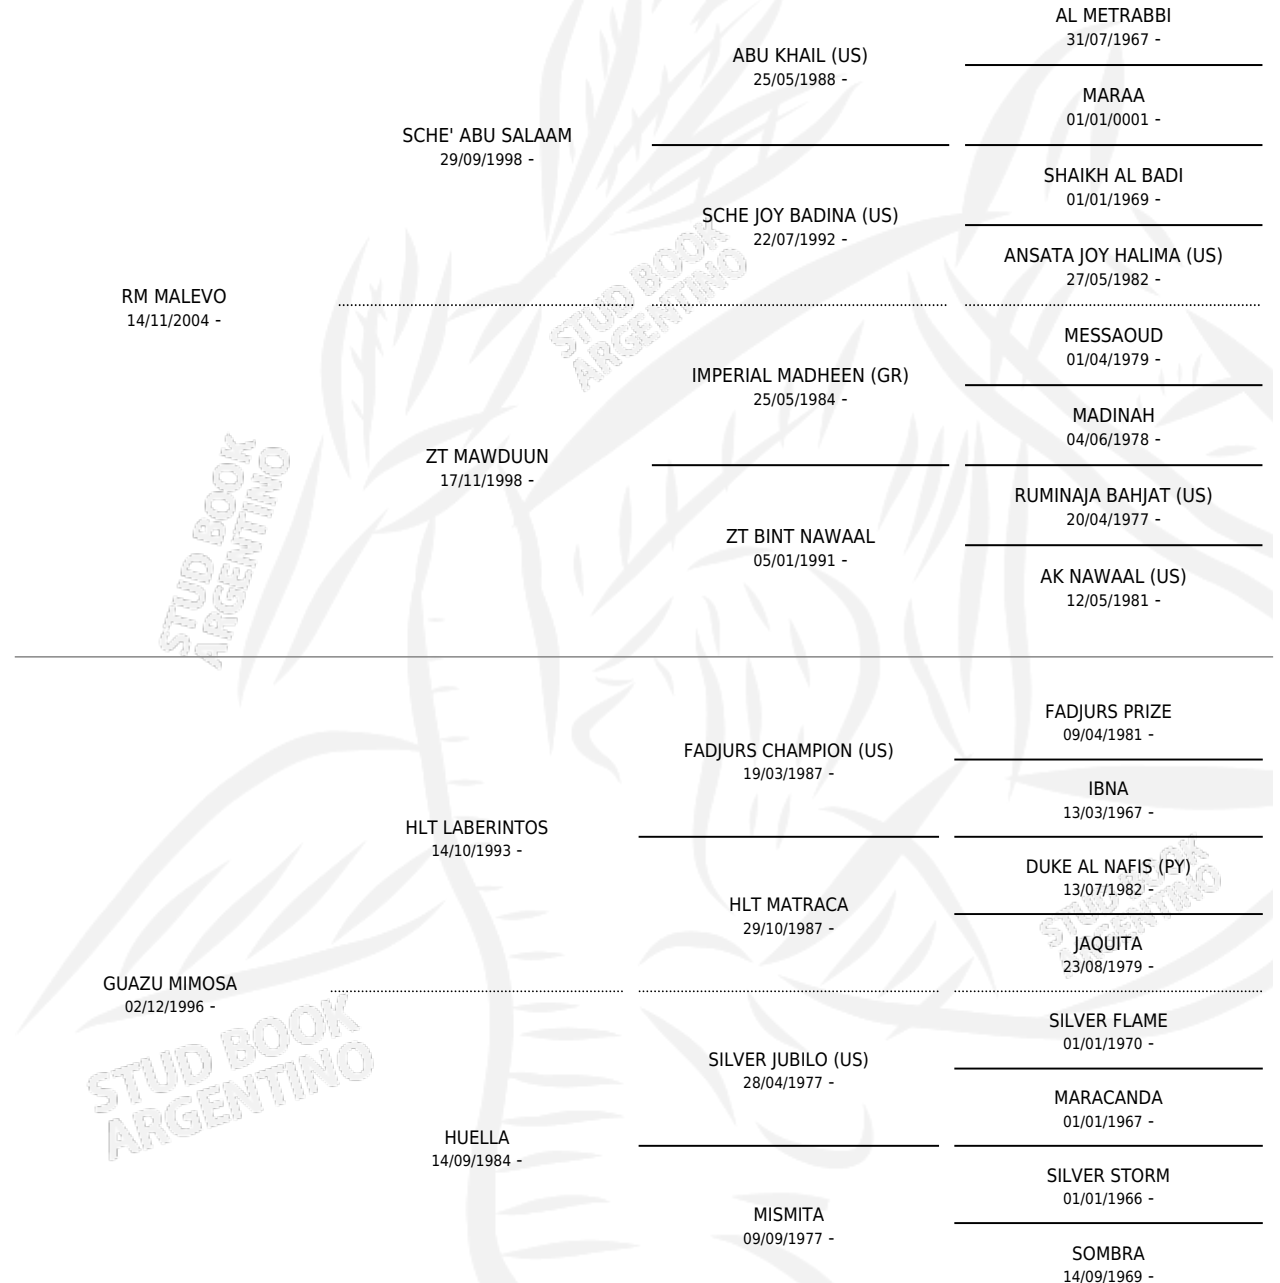 AL METRABBI
31/07/1967 -
ABU KHAIL (US)
25/05/1988 -
MARAA
01/01/0001 -
SCHE' ABU SALAAM
29/09/1998 -
SHAIKH AL BADI
01/01/1969 -
SCHE JOY BADINA (US)
22/07/1992 -
ANSATA JOY HALIMA (US)
27/05/1982 -
RM MALEVO
14/11/2004 -
STUD BOOK
ARGENTINO
MESSAOUD
01/04/1979 -
IMPERIAL MADHEEN (GR)
25/05/1984 -
MADINAH
04/06/1978 -
ZT MAWDUUN
17/11/1998 -
RUMINAJA BAHJAT (US)
20/04/1977 -
ZT BINT NAWAAL
05/01/1991 -
AK NAWAAL (US)
12/05/1981 -
STUD BOOK
ARGENTINO
FADJURS PRIZE
09/04/1981 -
FADJURS CHAMPION (US)
19/03/1987 -
IBNA
13/03/1967 -
HLT LABERINTOS
14/10/1993 -
DUKE AL NAFIS (PY)
13/07/1982 -
HLT MATRACA
29/10/1987 -
STUD BOOK
ARGENTINO
JAQUITA
23/08/1979 -
GUAZU MIMOSA
02/12/1996 -
STUD BOOK
ARGENTINO
SILVER FLAME
01/01/1970 -
SILVER JUBILO (US)
28/04/1977 -
MARACANDA
01/01/1967 -
HUELLA
14/09/1984 -
SILVER STORM
01/01/1966 -
MISMITA
09/09/1977 -
SOMBRA
14/09/1969 -